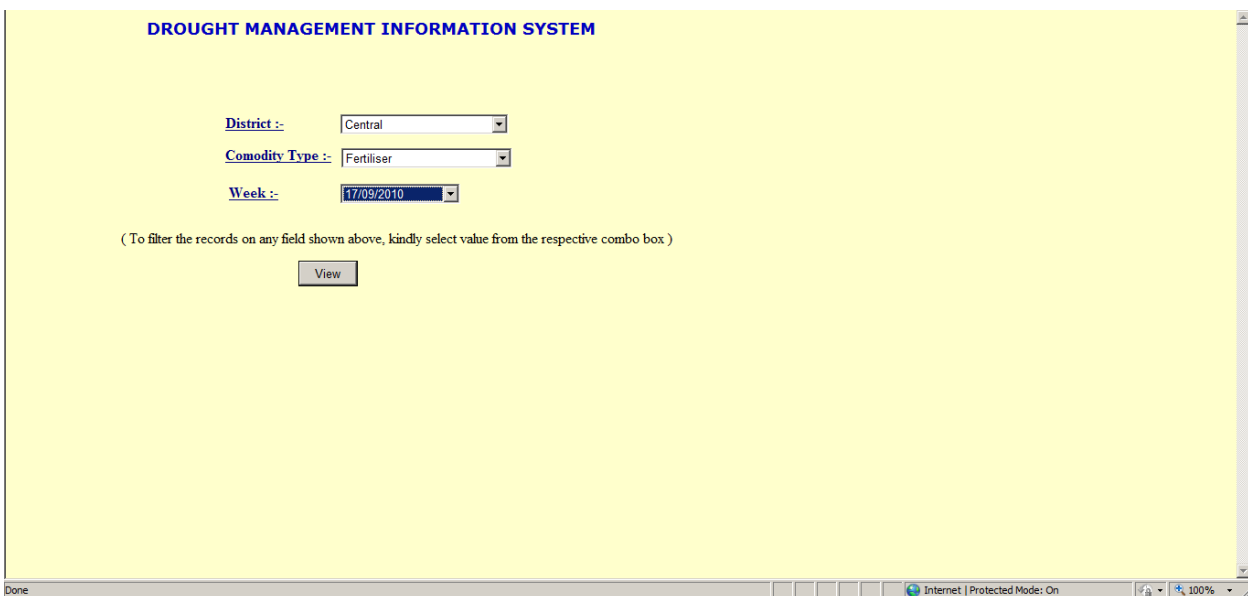 DROUGHT MANAGEMENT INFORMATION SYSTEM
District :- Central
Comodity Type :- Fertiliser
Week :- 17/09/2010
( To filter the records on any field shown above, kindly select value from the respective combo box )
View
Done Internet | Protected Mode: On 100%